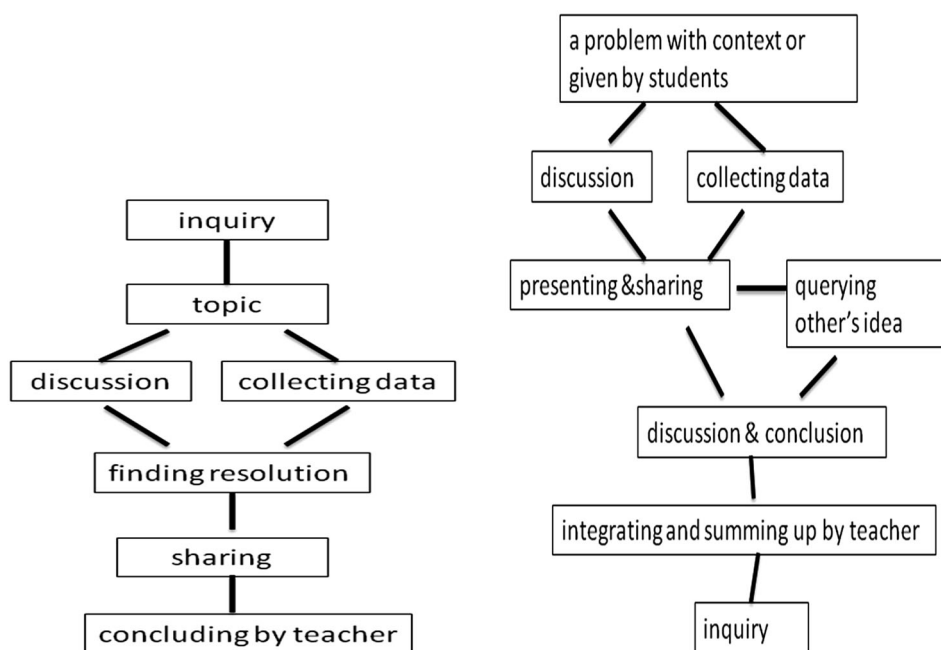 inquiry
topic
discussion
collecting data
finding resolution
sharing
concluding by teacher
a problem with context or
given by students
discussion
collecting data
presenting &sharing
querying
other's idea
discussion & conclusion
integrating and summing up by teacher
inquiry